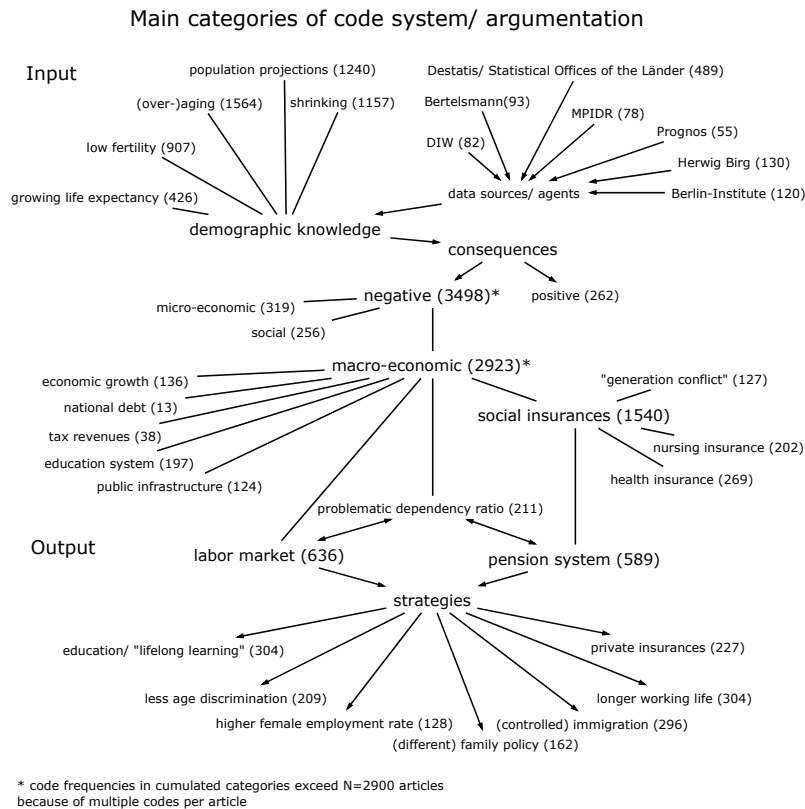 Main categories of code system/ argumentation
Input
population projections (1240)
Destatis/ Statistical Offices of the Länder (489)
(over-)aging (1564)
shrinking (1157)
Bertelsmann(93)
MPIDR (78)
Prognos (55)
low fertility (907)
DIW (82)
Herwig Birg (130)
growing life expectancy (426)
data sources/ agents
Berlin-Institute (120)
demographic knowledge
consequences
negative (3498)*
positive (262)
micro-economic (319)
social (256)
macro-economic (2923)*
economic growth (136)
"generation conflict" (127)
national debt (13)
social insurances (1540)
tax revenues (38)
nursing insurance (202)
education system (197)
health insurance (269)
public infrastructure (124)
problematic dependency ratio (211)
Output
labor market (636)
pension system (589)
strategies
education/ "lifelong learning" (304)
private insurances (227)
less age discrimination (209)
longer working life (304)
higher female employment rate (128)
(controlled) immigration (296)
(different) family policy (162)
* code frequencies in cumulated categories exceed N=2900 articles
because of multiple codes per article